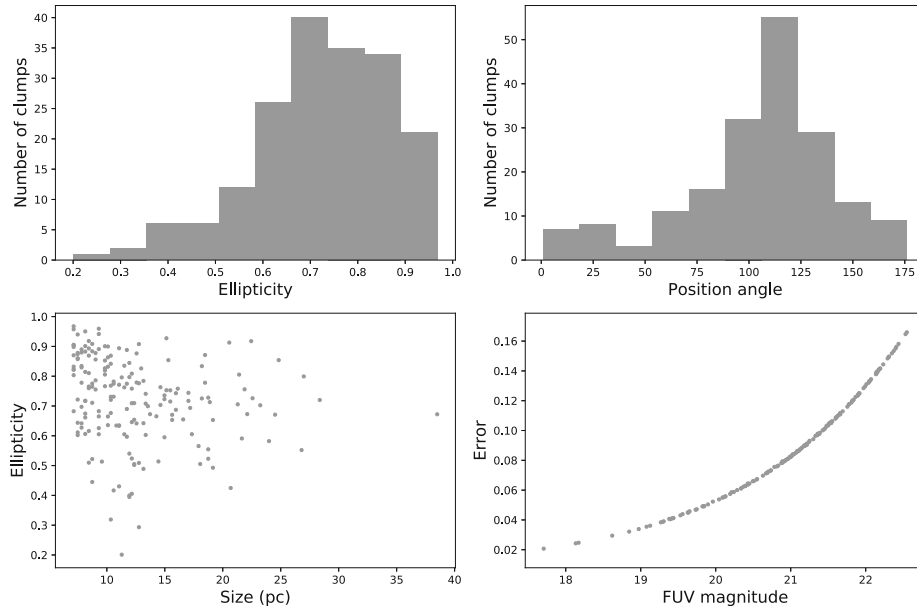 40
35
30
25
20
15
10
5
0
Number of clumps
0.2 0.3 0.4 0.5 0.6 0.7 0.8 0.9 1.0
Ellipticity
50
40
30
20
10
0
Number of clumps
0 25 50 75 100 125 150 175
Position angle
1.0
0.9
0.8
0.7
0.6
0.5
0.4
0.3
0.2
Ellipticity
10 15 20 25 30 35 40
Size (pc)
0.16
0.14
0.12
0.10
0.08
0.06
0.04
0.02
Error
18 19 20 21 22
FUV magnitude